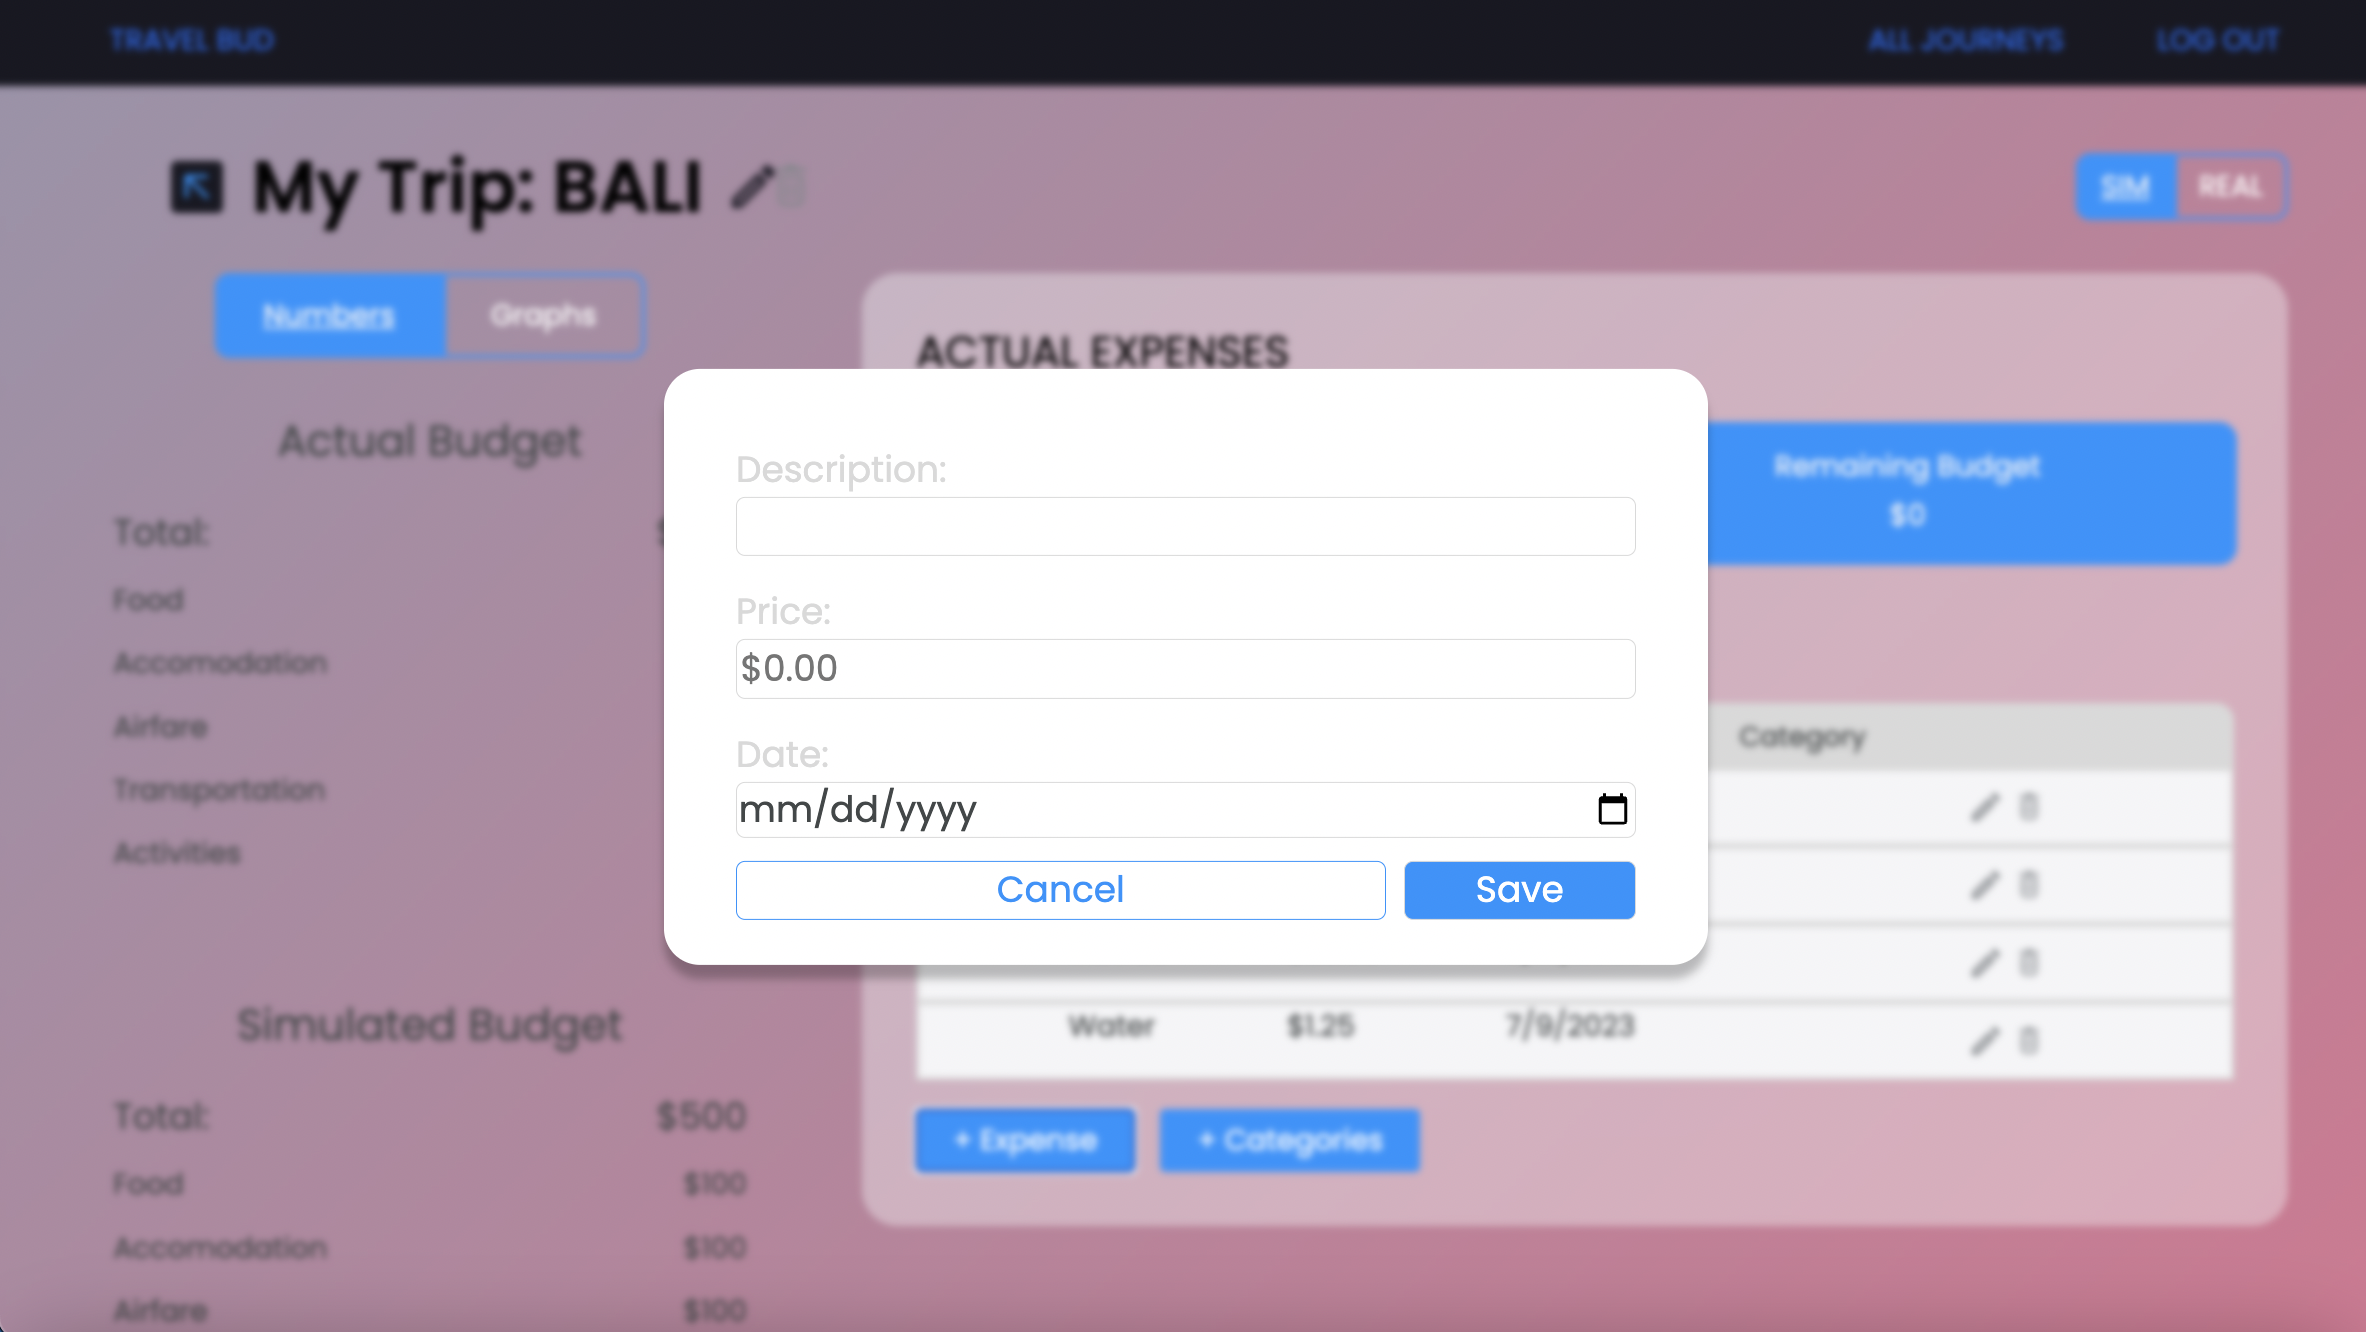 TRAVEL BUD
ALL JOURNEYS
LOG OUT
My Trip: BALI
SIM
REAL
Numbers
Graphs
ACTUAL EXPENSES
Actual Budget
Remaining Budget
$0
Total:
Food
Accomodation
Airfare
Transportation
Activities
Description:
Price:
$0.00
Date:
mm/dd/yyyy
Cancel
Save
Category
Water $1.25 7/9/2023
+ Expense
+ Categories
Simulated Budget
Total: $500
Food $100
Accomodation $100
Airfare $100